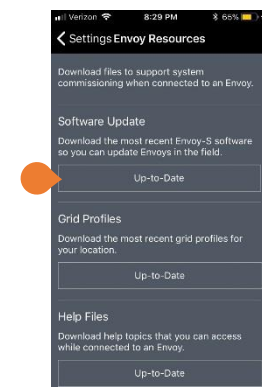 Verizon 8:29 PM 65%
Settings Envoy Resources
Download files to support system
commissioning when connected to an Envoy.
Software Update
Download the most recent Envoy-S software
so you can update Envoys in the field.
Up-to-Date
Grid Profiles
Download the most recent grid profiles for
your location.
Up-to-Date
Help Files
Download help topics that you can access
while connected to an Envoy.
Up-to-Date